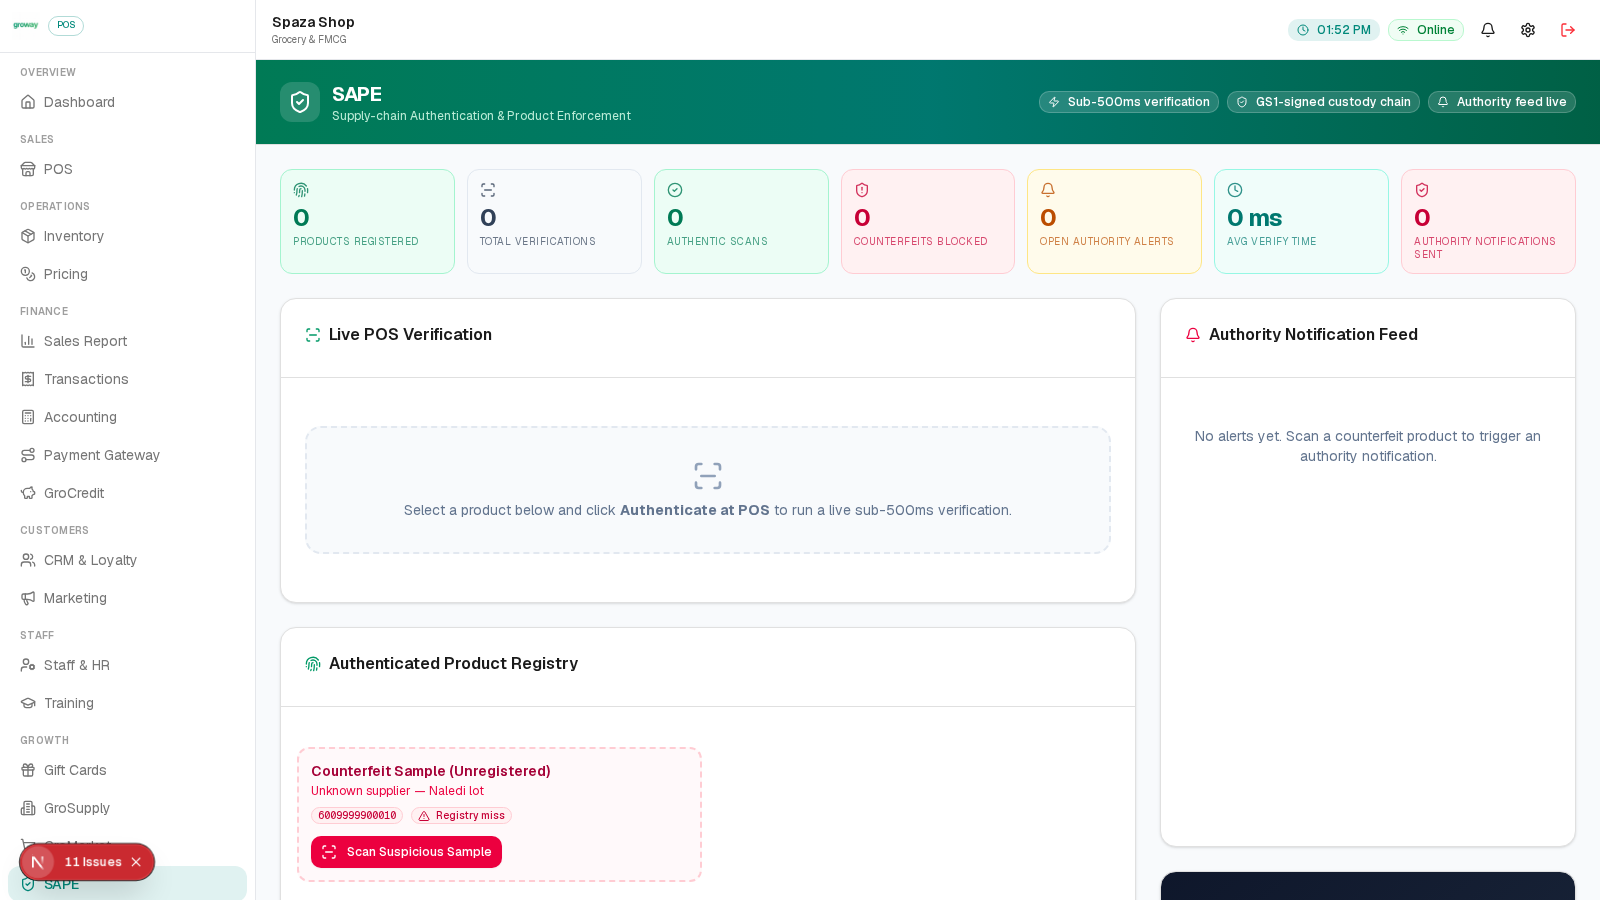 groway
POS
OVERVIEW
Dashboard
SALES
POS
OPERATIONS
Inventory
Pricing
FINANCE
Sales Report
Transactions
Accounting
Payment Gateway
GroCredit
CUSTOMERS
CRM & Loyalty
Marketing
STAFF
Staff & HR
Training
GROWTH
Gift Cards
GroSupply
N
11 Issues
SAPE
Spaza Shop
Grocery & FMCG
01:52 PM
Online
SAPE
Supply-chain Authentication & Product Enforcement
Sub-500ms verification
GS1-signed custody chain
Authority feed live
0
PRODUCTS REGISTERED
0
TOTAL VERIFICATIONS
0
AUTHENTIC SCANS
0
COUNTERFEITS BLOCKED
0
OPEN AUTHORITY ALERTS
0 ms
AVG VERIFY TIME
0
AUTHORITY NOTIFICATIONS
SENT
Live POS Verification
Select a product below and click Authenticate at POS to run a live sub-500ms verification.
Authority Notification Feed
No alerts yet. Scan a counterfeit product to trigger an
authority notification.
Authenticated Product Registry
Counterfeit Sample (Unregistered)
Unknown supplier — Naledi lot
6009999900010
Registry miss
Scan Suspicious Sample